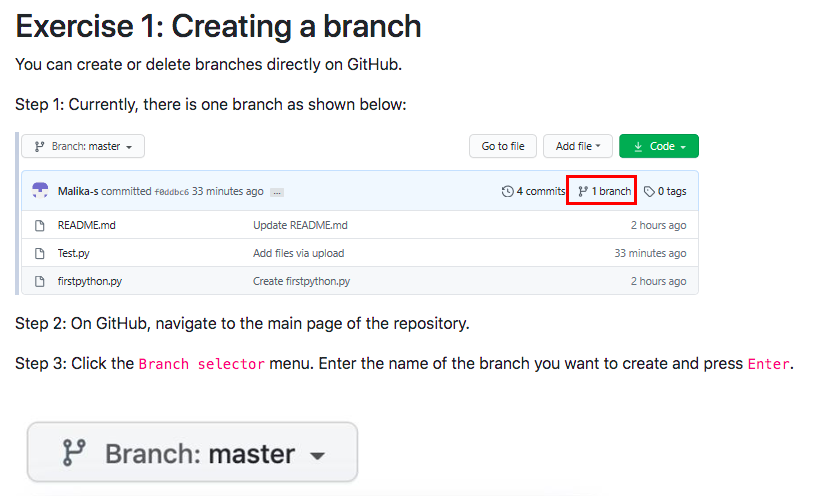 Exercise 1: Creating a branch
You can create or delete branches directly on GitHub.
Step 1: Currently, there is one branch as shown below:
Branch: master Go to file Add file Code
Malika-s committed f0ddbc6 33 minutes ago ... 4 commits 1 branch 0 tags
README.md Update README.md 2 hours ago
Test.py Add files via upload 33 minutes ago
firstpython.py Create firstpython.py 2 hours ago
Step 2: On GitHub, navigate to the main page of the repository.
Step 3: Click the Branch selector menu. Enter the name of the branch you want to create and press Enter.
Branch: master